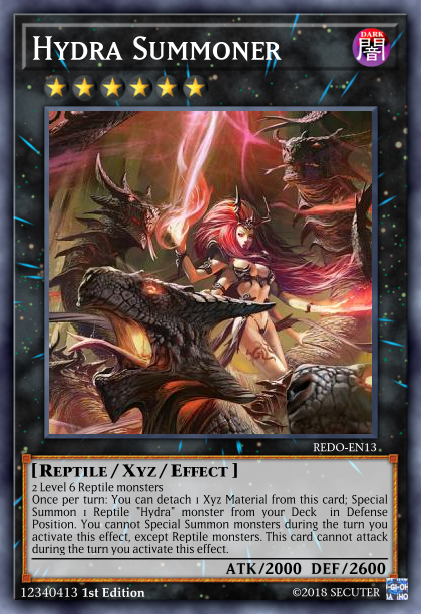 Hydra Summoner
DARK
闇
REDO-EN13
[Reptile/Xyz/Effect]
2 Level 6 Reptile monsters
Once per turn: You can detach 1 Xyz Material from this card; Special
Summon 1 Reptile "Hydra" monster from your Deck in Defense
Position. You cannot Special Summon monsters during the turn you
activate this effect, except Reptile monsters. This card cannot attack
during the turn you activate this effect.
ATK/2000 DEF/2600
12340413 1st Edition
©2018 SECUTER